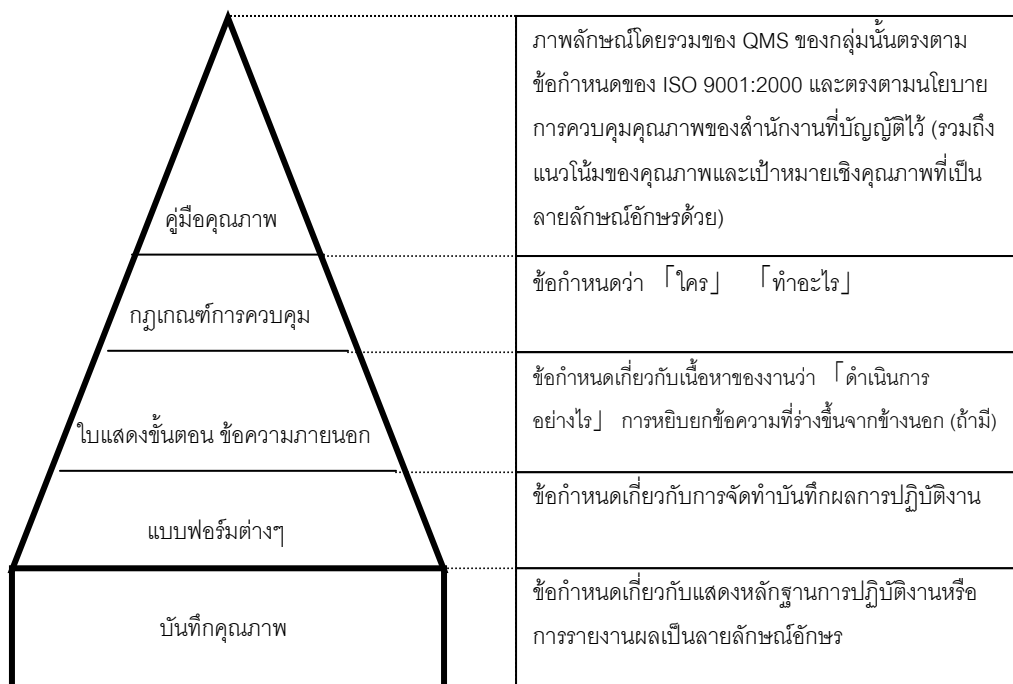 ภาพลักษณ์โดยรวมของ QMS ของกลุ่มนั้นตรงตาม
ข้อกำหนดของ ISO 9001:2000 และตรงตามนโยบาย
การควบคุมคุณภาพของสำนักงานที่บัญญัติไว้ (รวมถึง
แนวโน้มของคุณภาพและเป้าหมายเชิงคุณภาพที่เป็น
ลายลักษณ์อักษรด้วย)
คู่มือคุณภาพ
ข้อกำหนดว่า 「ใคร」 「ทำอะไร」
กฎเกณฑ์การควบคุม
ข้อกำหนดเกี่ยวกับเนื้อหาของงานว่า 「ดำเนินการ
อย่างไร」 การหยิบยกข้อความที่ร่างขึ้นจากข้างนอก (ถ้ามี)
ใบแสดงขั้นตอน ข้อความภายนอก
ข้อกำหนดเกี่ยวกับการจัดทำบันทึกผลการปฏิบัติงาน
แบบฟอร์มต่างๆ
ข้อกำหนดเกี่ยวกับแสดงหลักฐานการปฏิบัติงานหรือ
การรายงานผลเป็นลายลักษณ์อักษร
บันทึกคุณภาพ